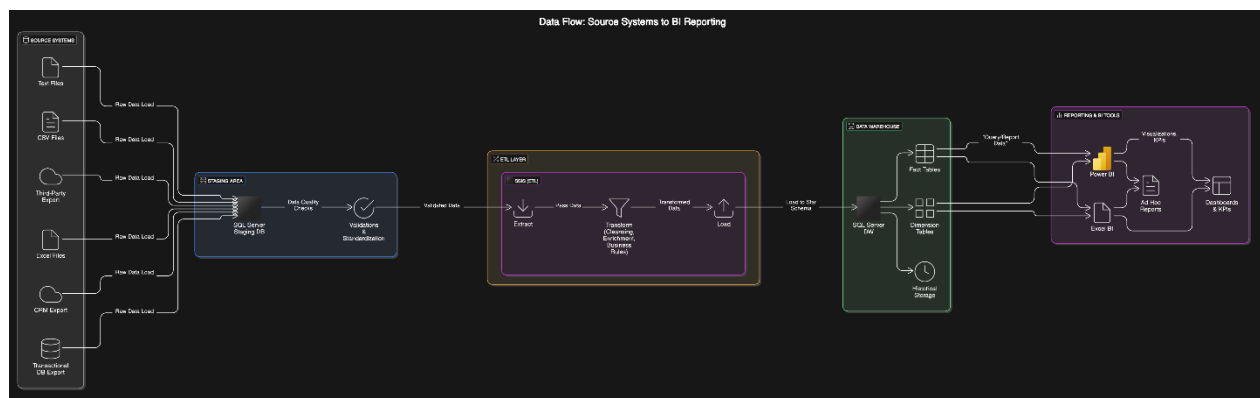 Data Flow: Source Systems to BI Reporting
SOURCE SYSTEMS
Text Files
CSV Files
Third-Party
Export
Excel Files
CRM Export
Transactional
DB Export
Raw Data Load
Raw Data Load
Raw Data Load
Raw Data Load
Raw Data Load
Raw Data Load
STAGING AREA
SQL Server
Staging DB
Data Quality
Checks
Validations
&
Standardization
Validated Data
ETL LAYER
SSIS (ETL)
Extract
Data
Transform
(Cleansing,
Enrichment,
Business
Rules)
Transformed
Data
Load
Load to Star
Schema
DATA WAREHOUSE
SQL Server
DW
Fact Tables
Dimension
Tables
Historical
Storage
"Query/Report
Data"
REPORTING & BI TOOLS
Power BI
Excel BI
Visualizations
KPIs
Ad Hoc
Reports
Dashboards
& KPIs